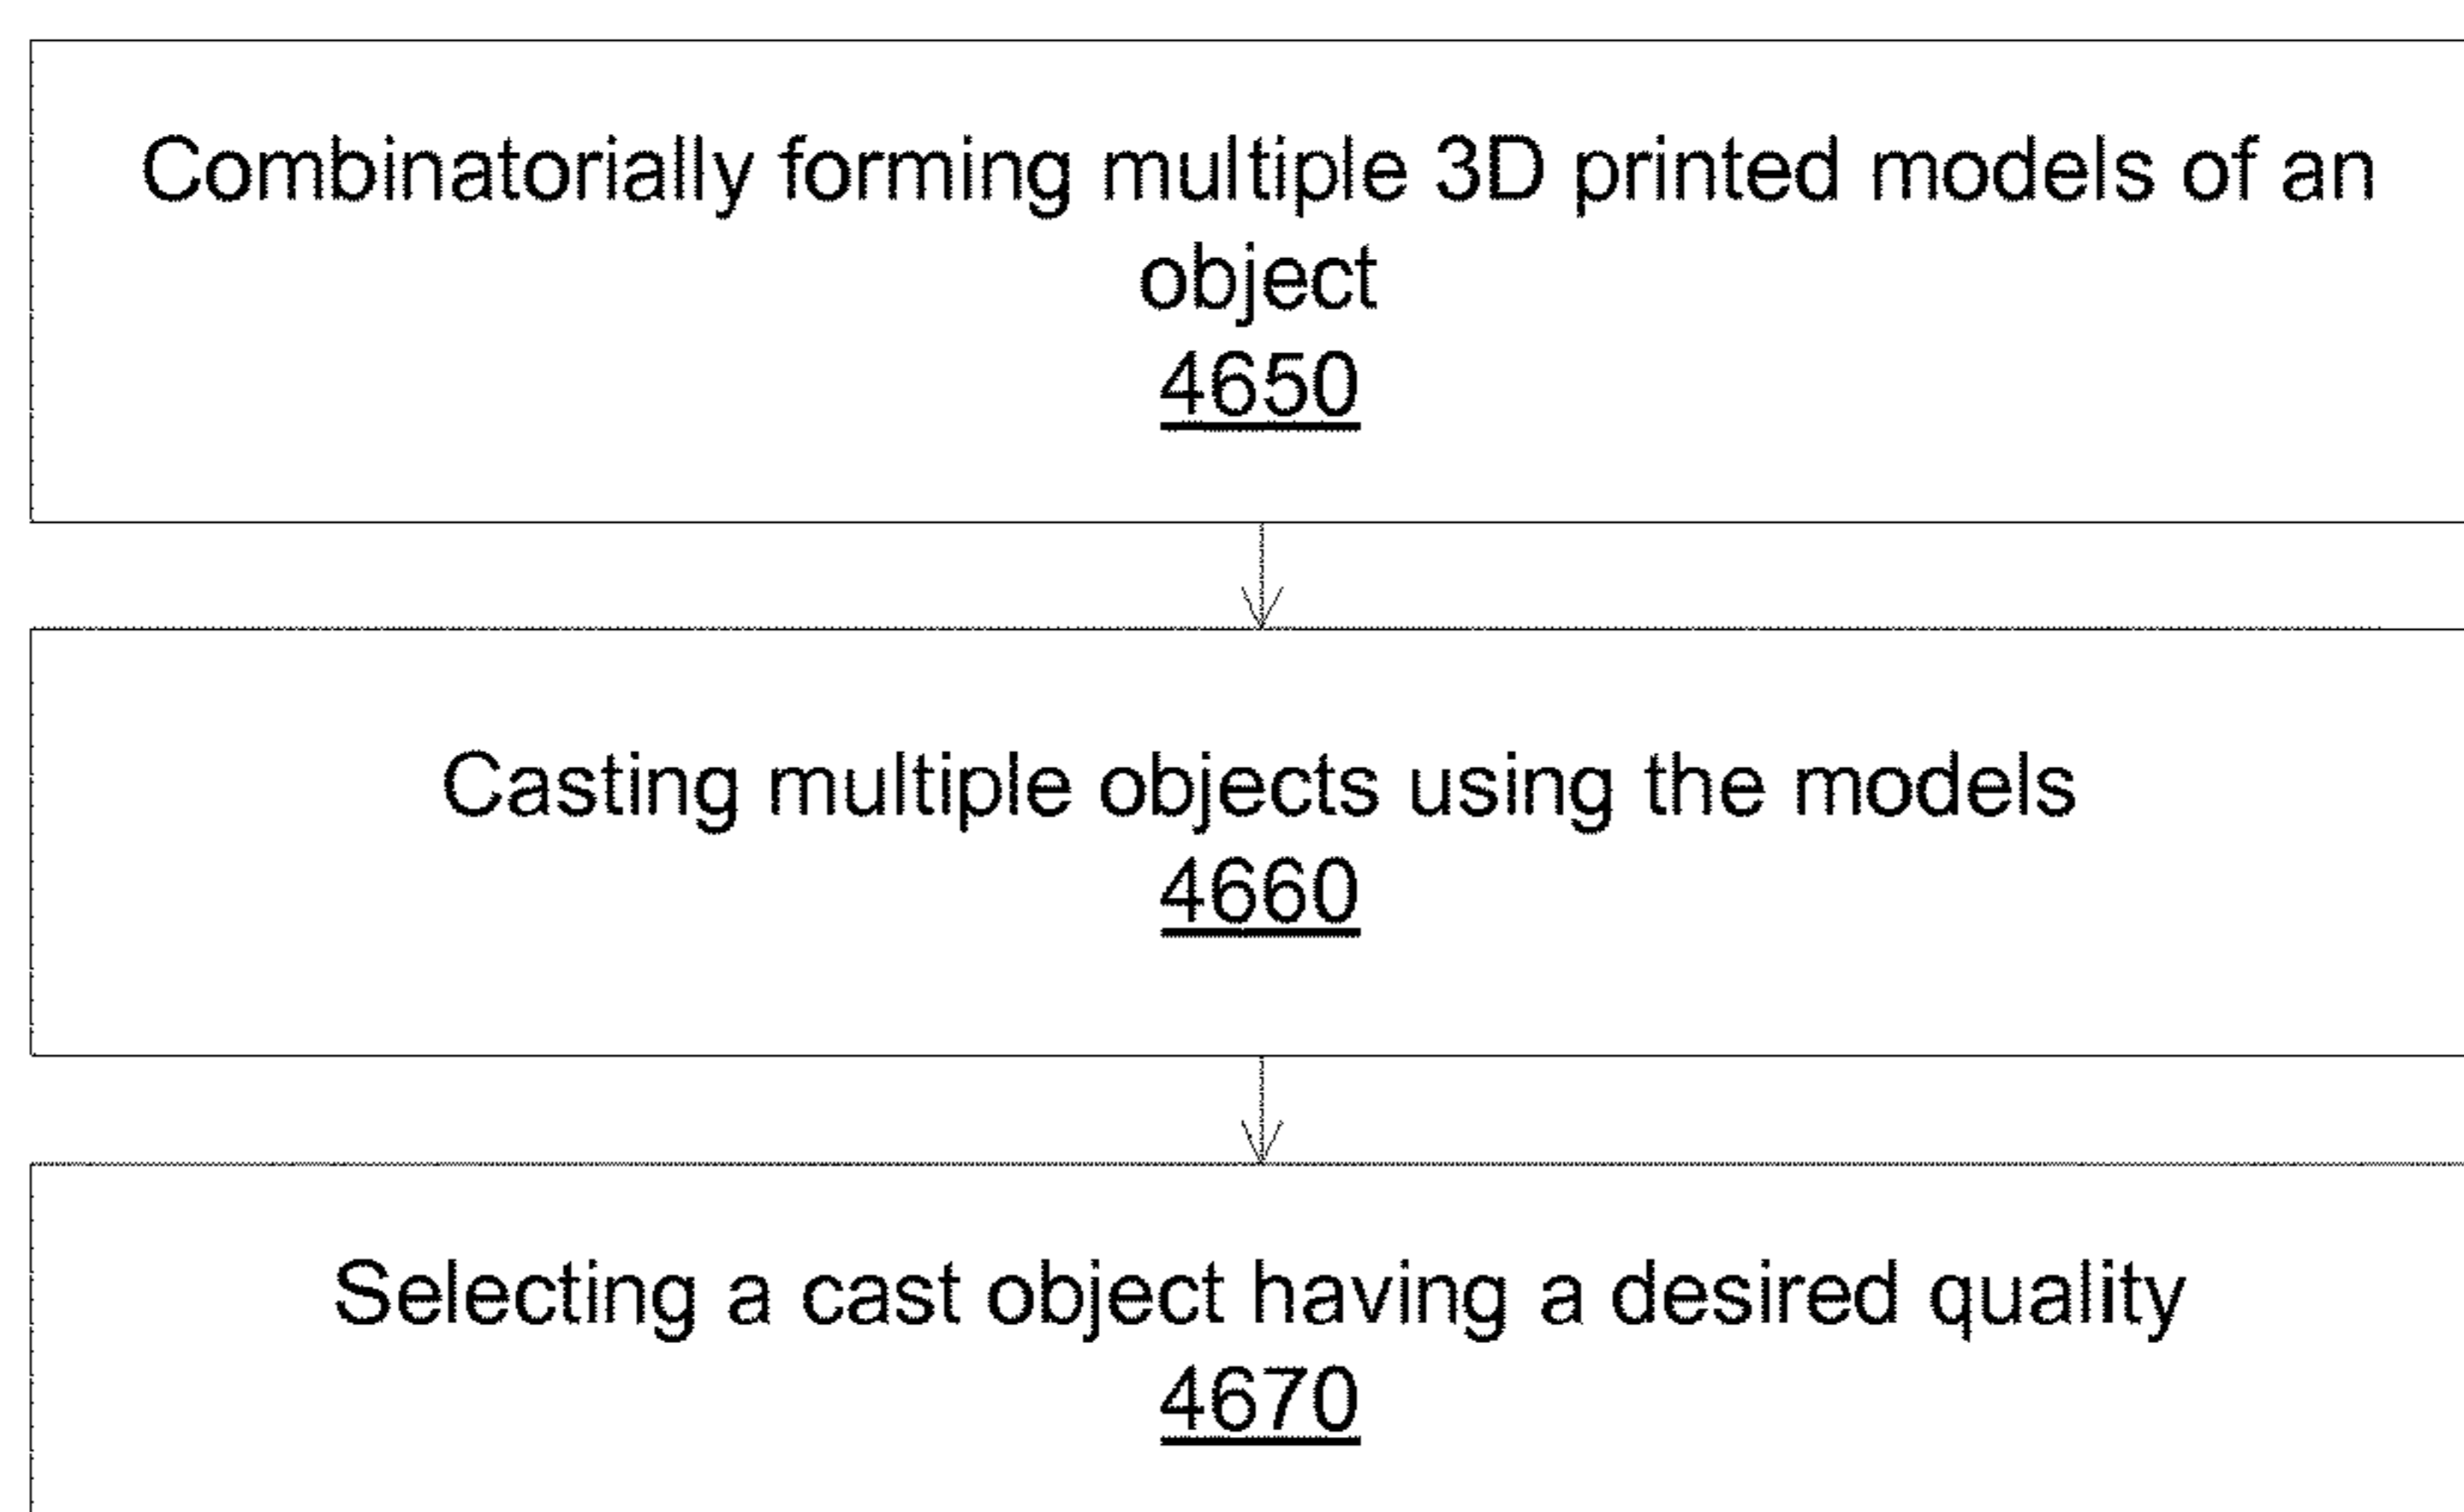 Combinatorially forming multiple 3D printed models of an
object
4650
Casting multiple objects using the models
4660
Selecting a cast object having a desired quality
4670